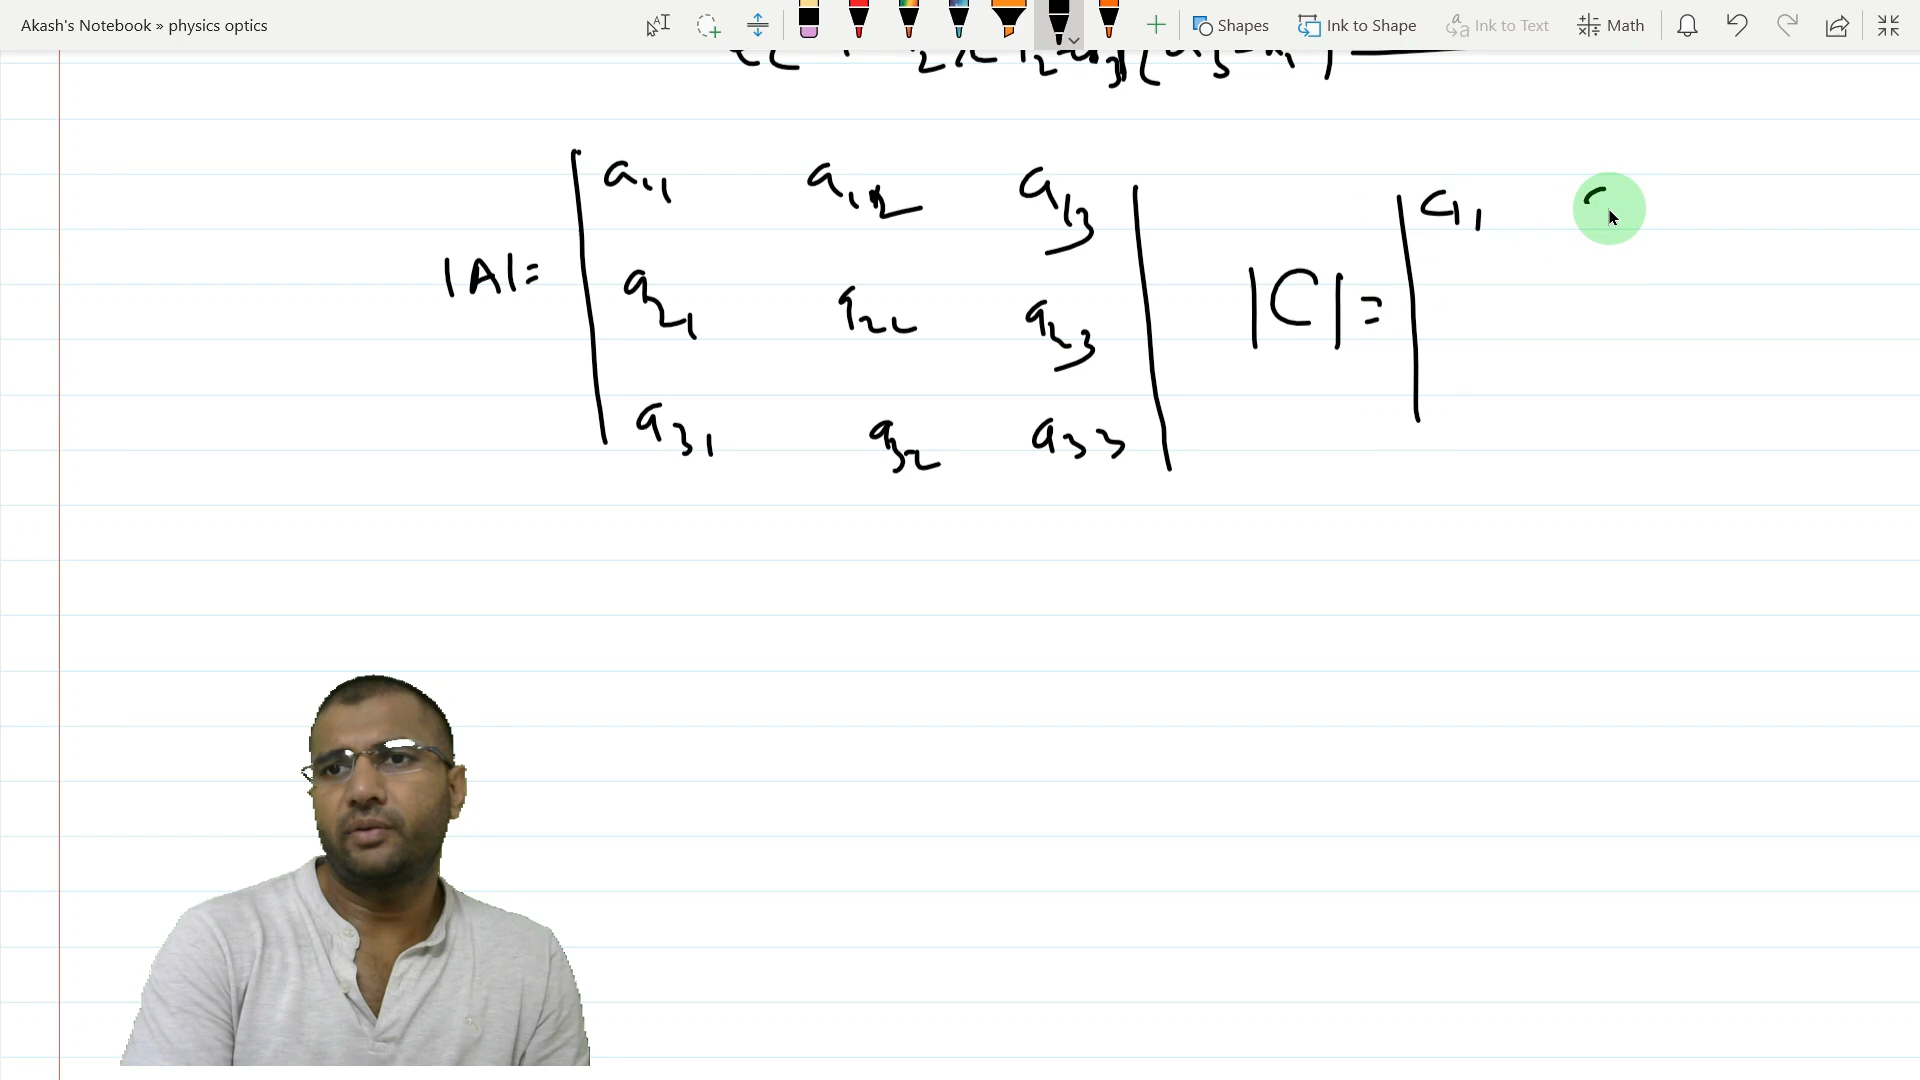 Akash's Notebook » physics optics
Shapes Ink to Shape Ink to Text Math
a11 a12 a13
|A|= a21 a22 a23
a31 a32 a33
|C|= c11